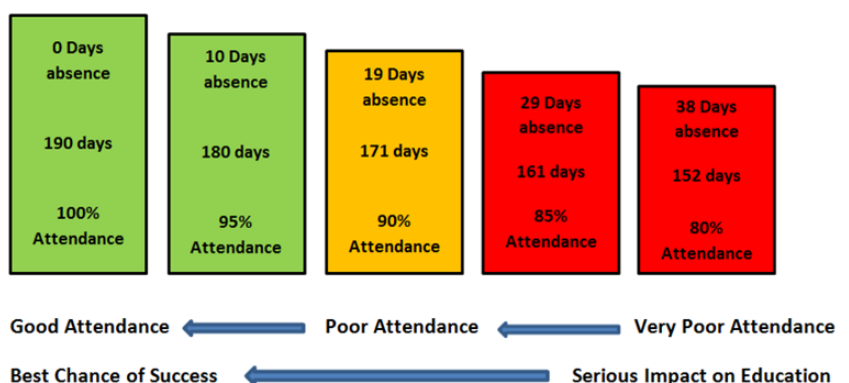 0 Days
absence
190 days
100%
Attendance
10 Days
absence
180 days
95%
Attendance
19 Days
absence
171 days
90%
Attendance
29 Days
absence
161 days
85%
Attendance
38 Days
absence
152 days
80%
Attendance
Good Attendance Poor Attendance Very Poor Attendance
Best Chance of Success Serious Impact on Education